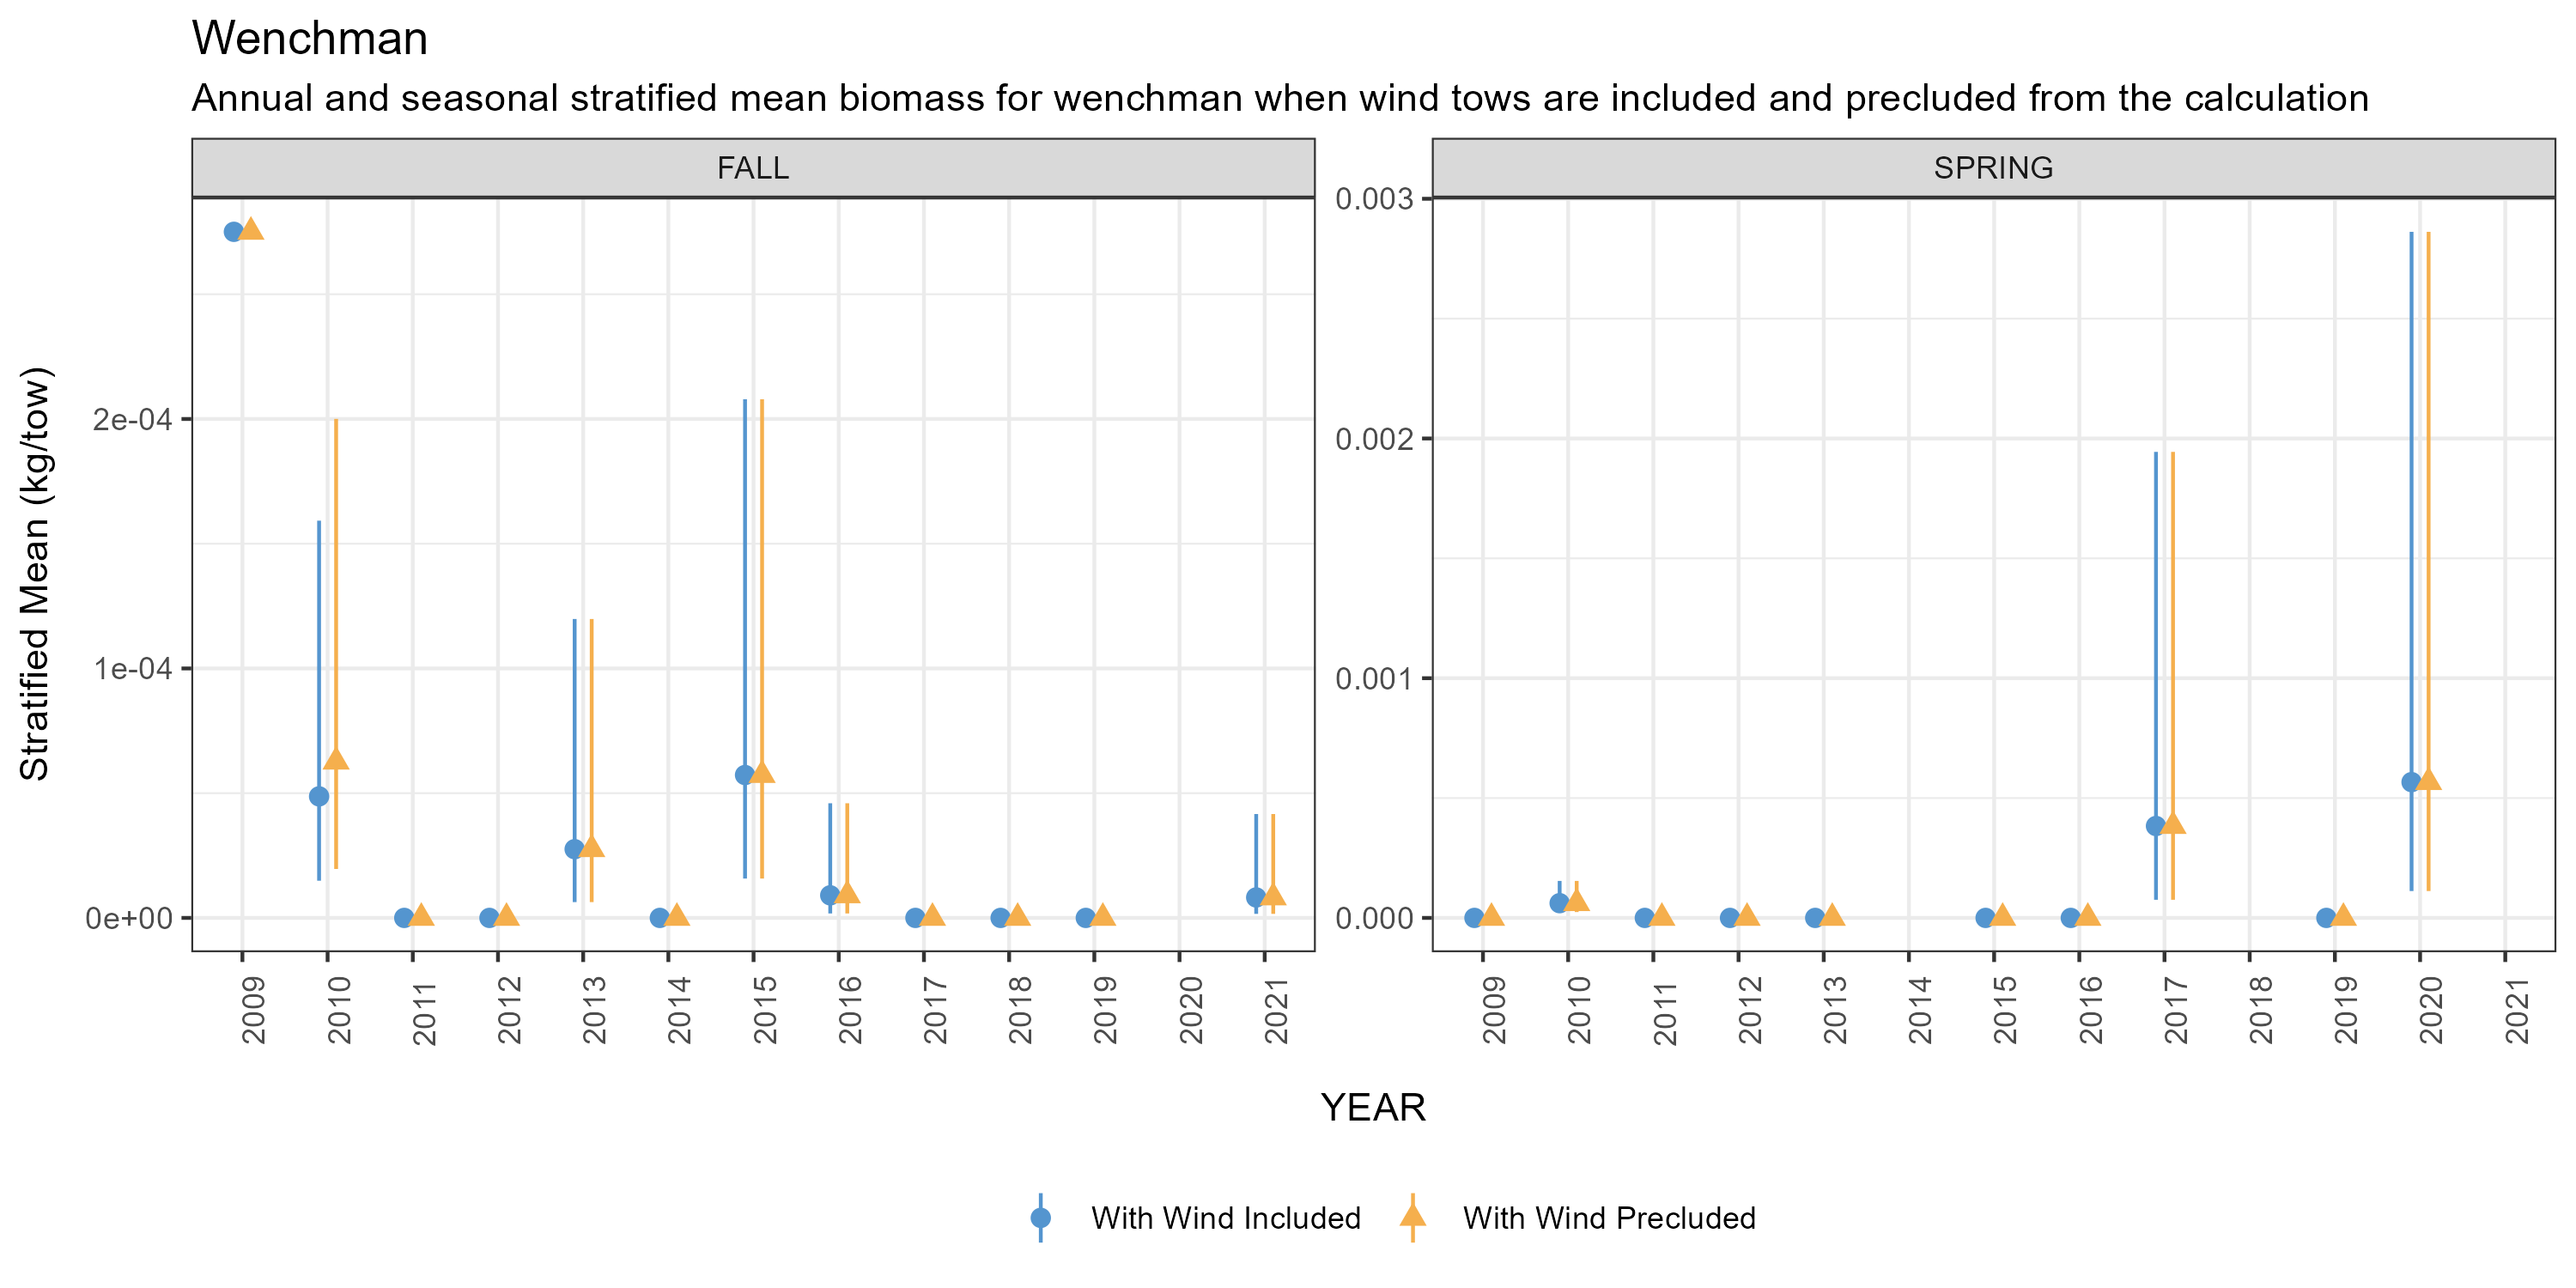 Wenchman
Annual and seasonal stratified mean biomass for wenchman when wind tows are included and precluded from the calculation
FALL
SPRING
Stratified Mean (kg/tow)
2e-04
1e-04
0e+00
0.003
0.002
0.001
0.000
2009 2010 2011 2012 2013 2014 2015 2016 2017 2018 2019 2020 2021
2009 2010 2011 2012 2013 2014 2015 2016 2017 2018 2019 2020 2021
YEAR
With Wind Included With Wind Precluded